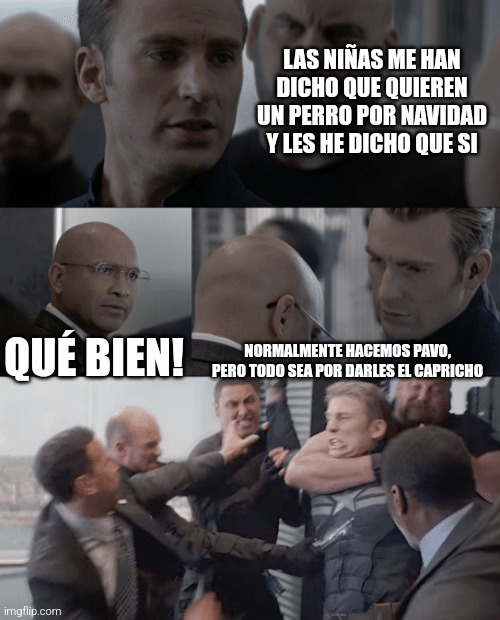 LAS NIÑAS ME HAN
DICHO QUE QUIEREN
UN PERRO POR NAVIDAD
Y LES HE DICHO QUE SI
QUÉ BIEN!
NORMALMENTE HACEMOS PAVO,
PERO TODO SEA POR DARLES EL CAPRICHO
imgflip.com